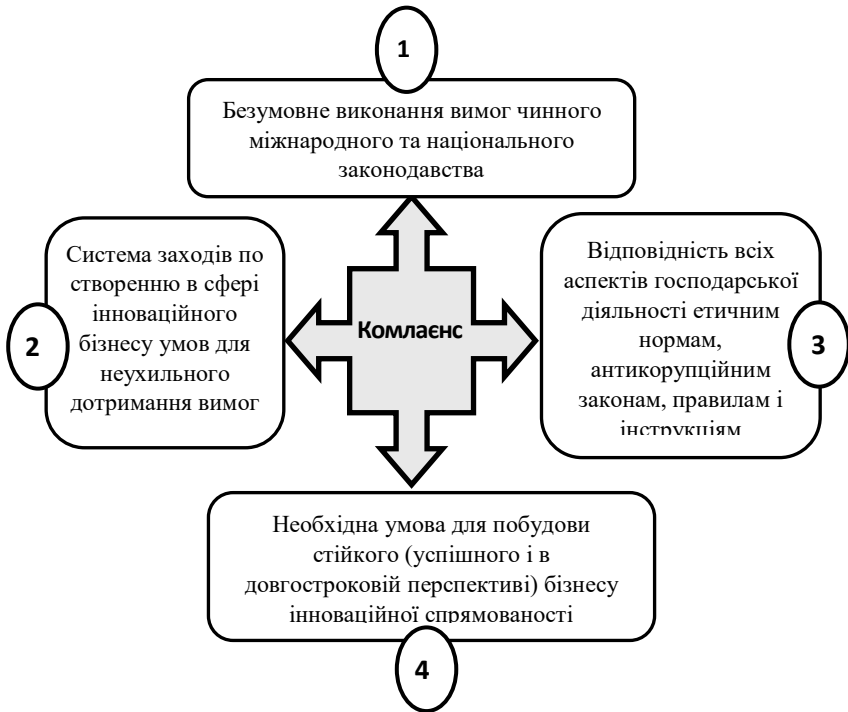 1
Безумовне виконання вимог чинного
міжнародного та національного
законодавства
Система заходів по
створенню в сфері
інноваційного
бізнесу умов для
неухильного
дотримання вимог
2
Комлаєнс
Відповідність всіх
аспектів господарської
діяльності етичним
нормам,
антикорупційним
законам, правилам і
інструкціям
3
Необхідна умова для побудови
стійкого (успішного і в
довгостроковій перспективі) бізнесу
інноваційної спрямованості
4